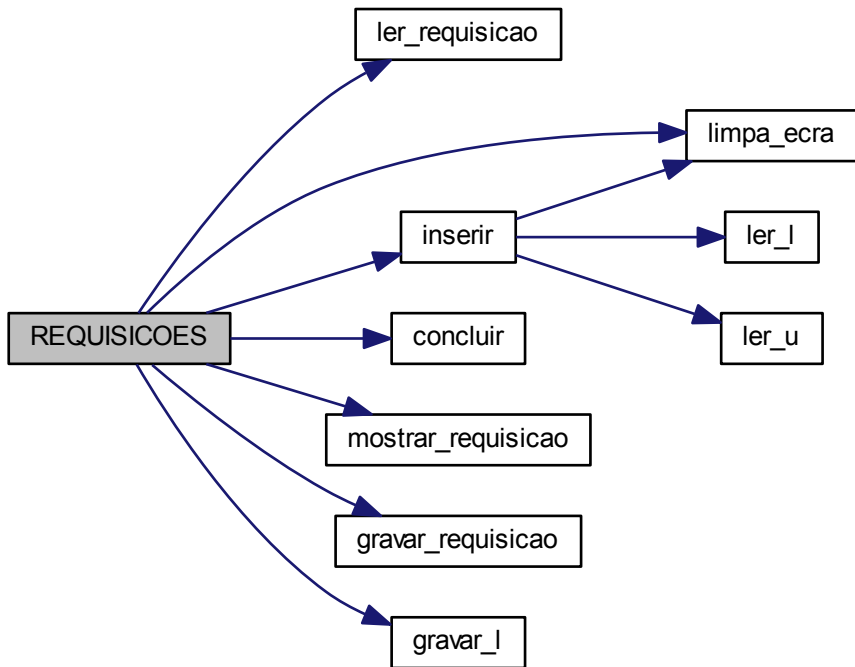 ler_requisicao
limpa_ecra
inserir
ler_l
REQUISICOES
concluir
ler_u
mostrar_requisicao
gravar_requisicao
gravar_l